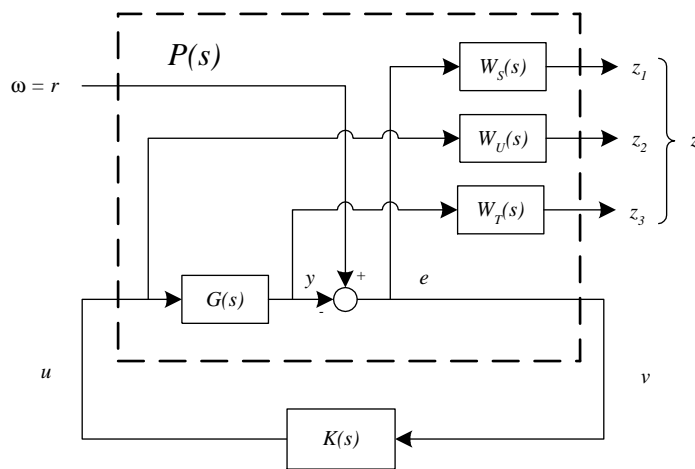 P(s)
ω = r
W_S(s)
z_1
W_U(s)
z_2
z
W_T(s)
z_3
y
+
e
G(s)
-
u
v
K(s)